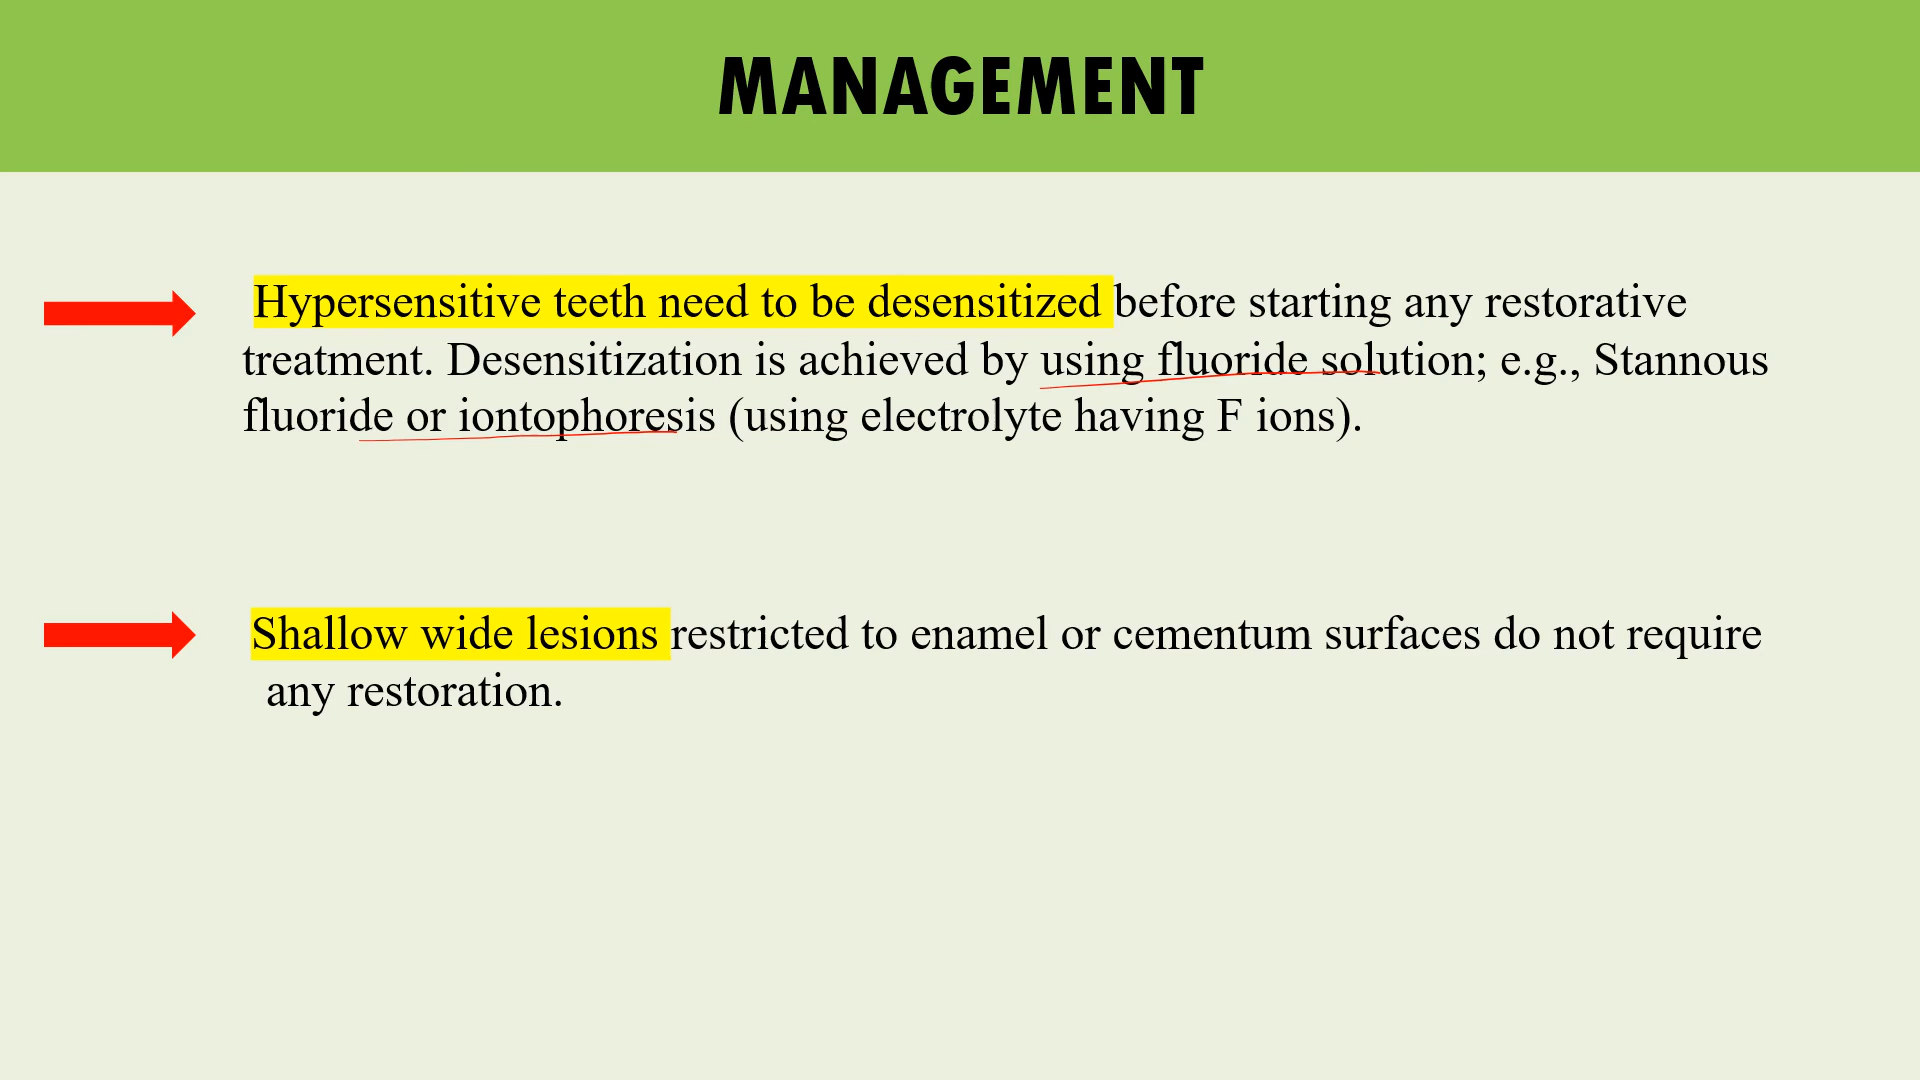 MANAGEMENT
Hypersensitive teeth need to be desensitized before starting any restorative
treatment. Desensitization is achieved by using fluoride solution; e.g., Stannous
fluoride or iontophoresis (using electrolyte having F ions).
Shallow wide lesions restricted to enamel or cementum surfaces do not require
any restoration.